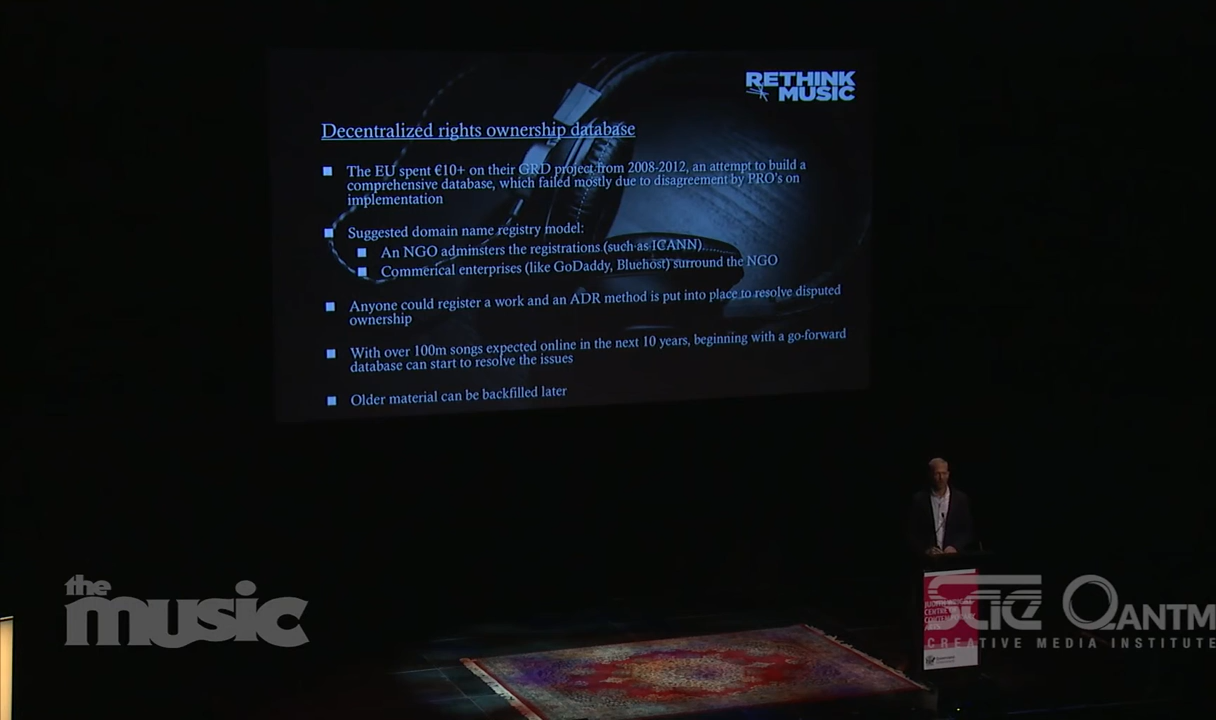 RETHINK
MUSIC
Decentralized rights ownership database
The EU spent €10+ on their GRD project from 2008-2012, an attempt to build a
comprehensive database, which failed mostly due to disagreement by PRO's on
implementation
Suggested domain name registry model:
An NGO adminsters the registrations (such as ICANN)
Commerical enterprises (like GoDaddy, Bluehost) surround the NGO
Anyone could register a work and an ADR method is put into place to resolve disputed
ownership
With over 100m songs expected online in the next 10 years, beginning with a go-forward
database can start to resolve the issues
Older material can be backfilled later
the
music
JUDITH WRIGHT
CENTRE OF
Sae QANTM
CREATIVE MEDIA INSTITUTE